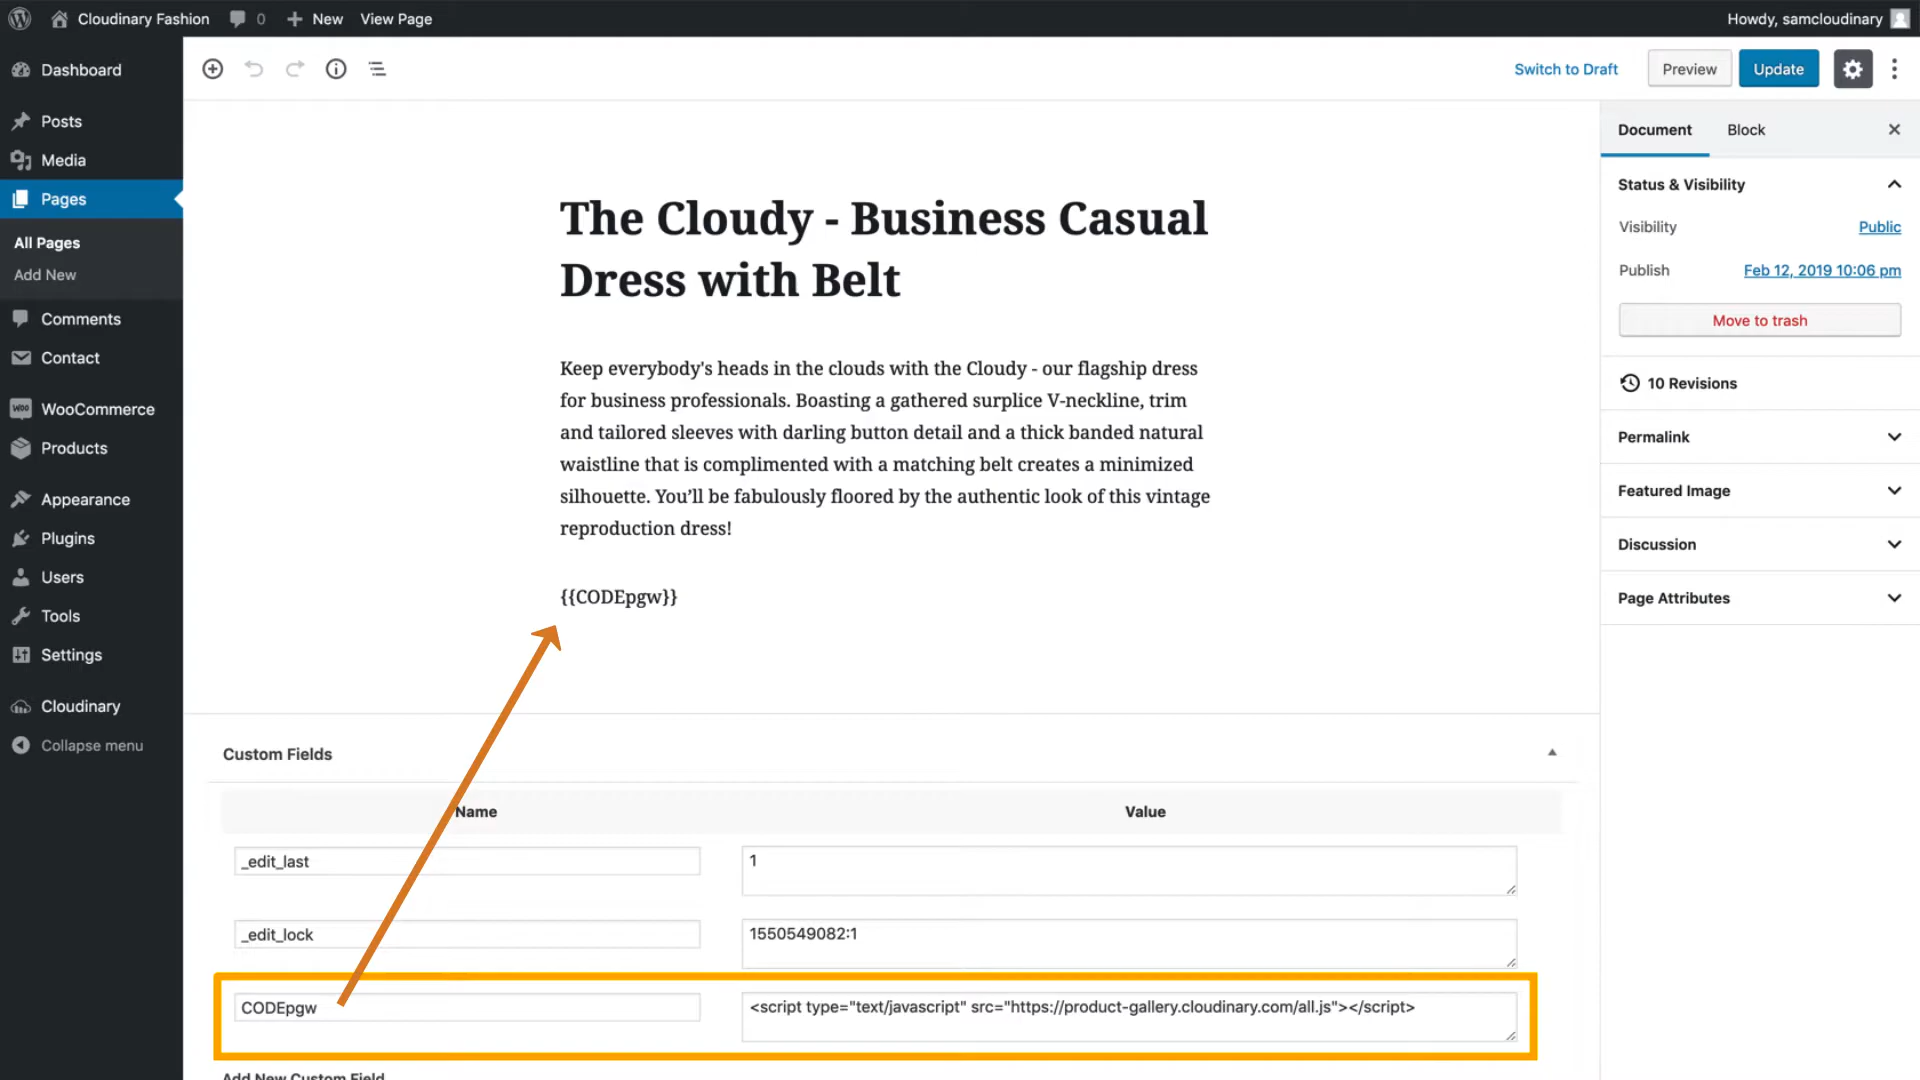 Cloudinary Fashion
0
New
View Page
Howdy, samcloudinary
Dashboard
Posts
Media
Pages
All Pages
Add New
Comments
Contact
WOO
WooCommerce
Products
Appearance
Plugins
Users
Tools
Settings
Cloudinary
Collapse menu
Switch to Draft
Preview
Update
The Cloudy - Business Casual
Dress with Belt
Keep everybody's heads in the clouds with the Cloudy - our flagship dress
for business professionals. Boasting a gathered surplice V-neckline, trim
and tailored sleeves with darling button detail and a thick banded natural
waistline that is complimented with a matching belt creates a minimized
silhouette. You’ll be fabulously floored by the authentic look of this vintage
reproduction dress!
{{CODEpgw}}
Custom Fields
Name
Value
_edit_last
1
_edit_lock
1550549082:1
CODEpgw
<script type="text/javascript" src="https://product-gallery.cloudinary.com/all.js"></script>
Add New Custom Field
Document
Block
Status & Visibility
Visibility
Public
Publish
Feb 12, 2019 10:06 pm
Move to trash
10 Revisions
Permalink
Featured Image
Discussion
Page Attributes